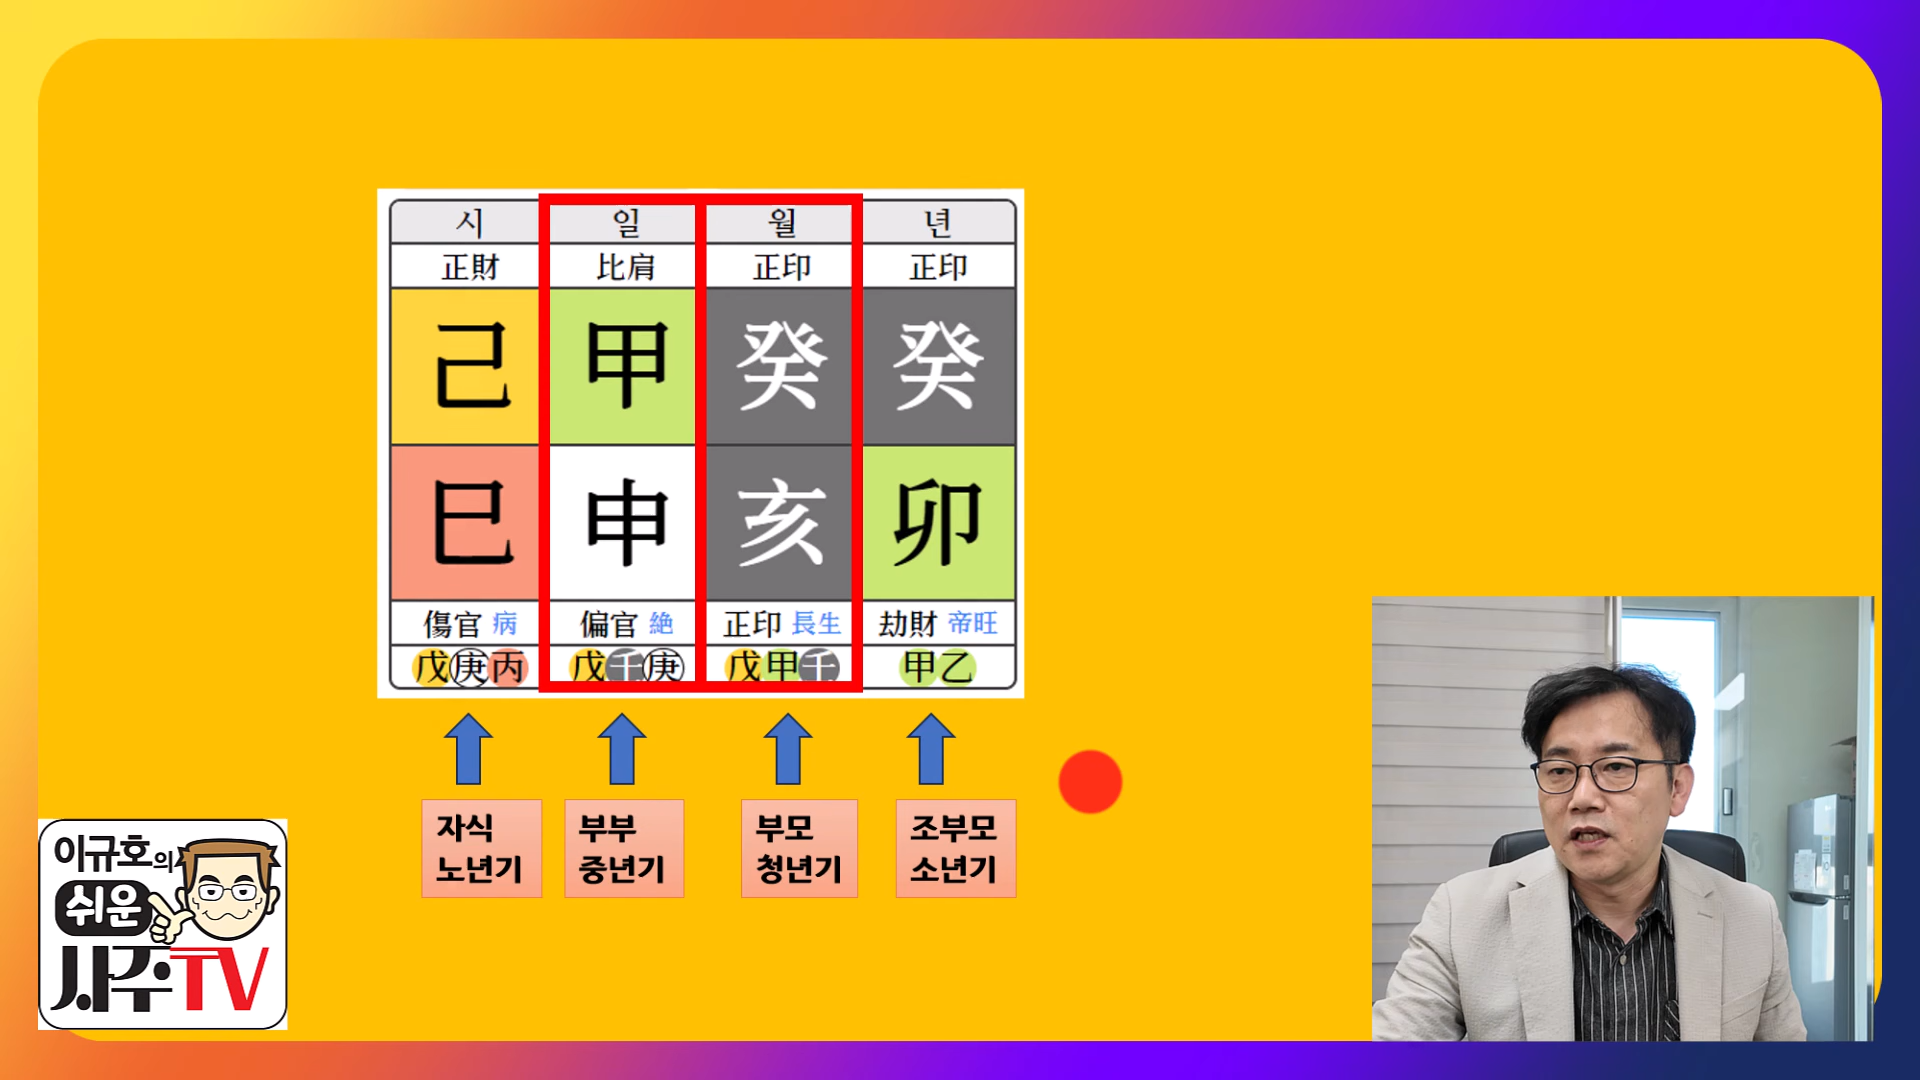 시 일 월 년
正財 比肩 正印 正印
己 甲 癸 癸
巳 申 亥 卯
傷官 病 偏官 絶 正印 長生 劫財 帝旺
戊庚丙 戊壬庚 戊甲壬 甲乙
자식
노년기
부부
중년기
부모
청년기
조부모
소년기
이규호의
쉬운
사주TV